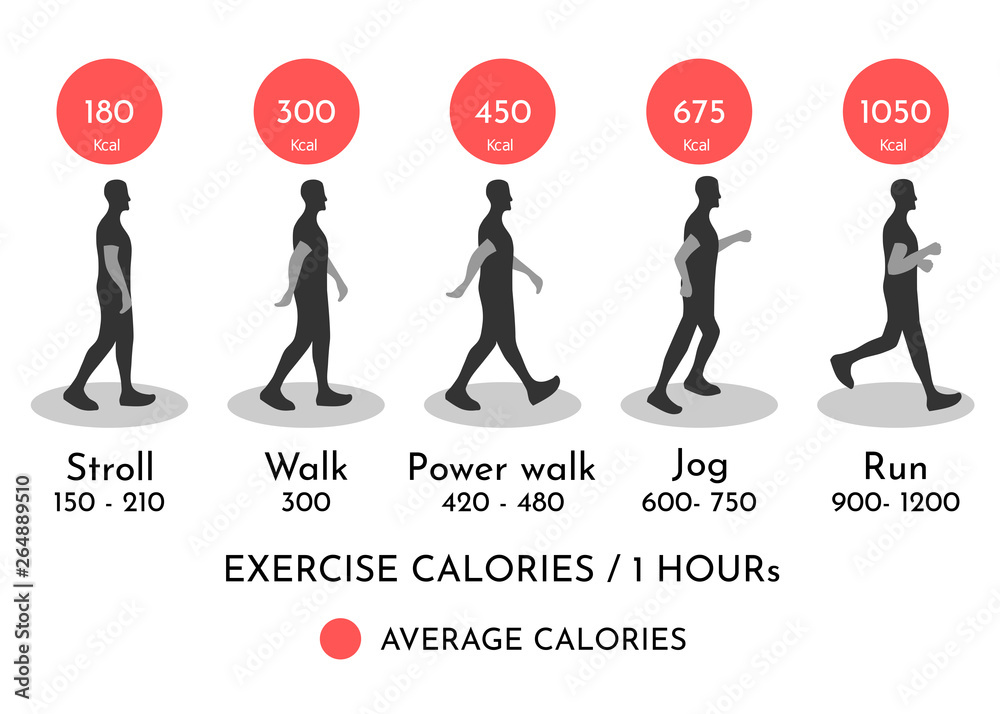 180 300 450 675 1050
Kcal Kcal Kcal Kcal Kcal
Stroll Walk Power walk Jog Run
150 - 210 300 420 - 480 600- 750 900- 1200
EXERCISE CALORIES / 1 HOURs
AVERAGE CALORIES
Adobe Stock | #264889510